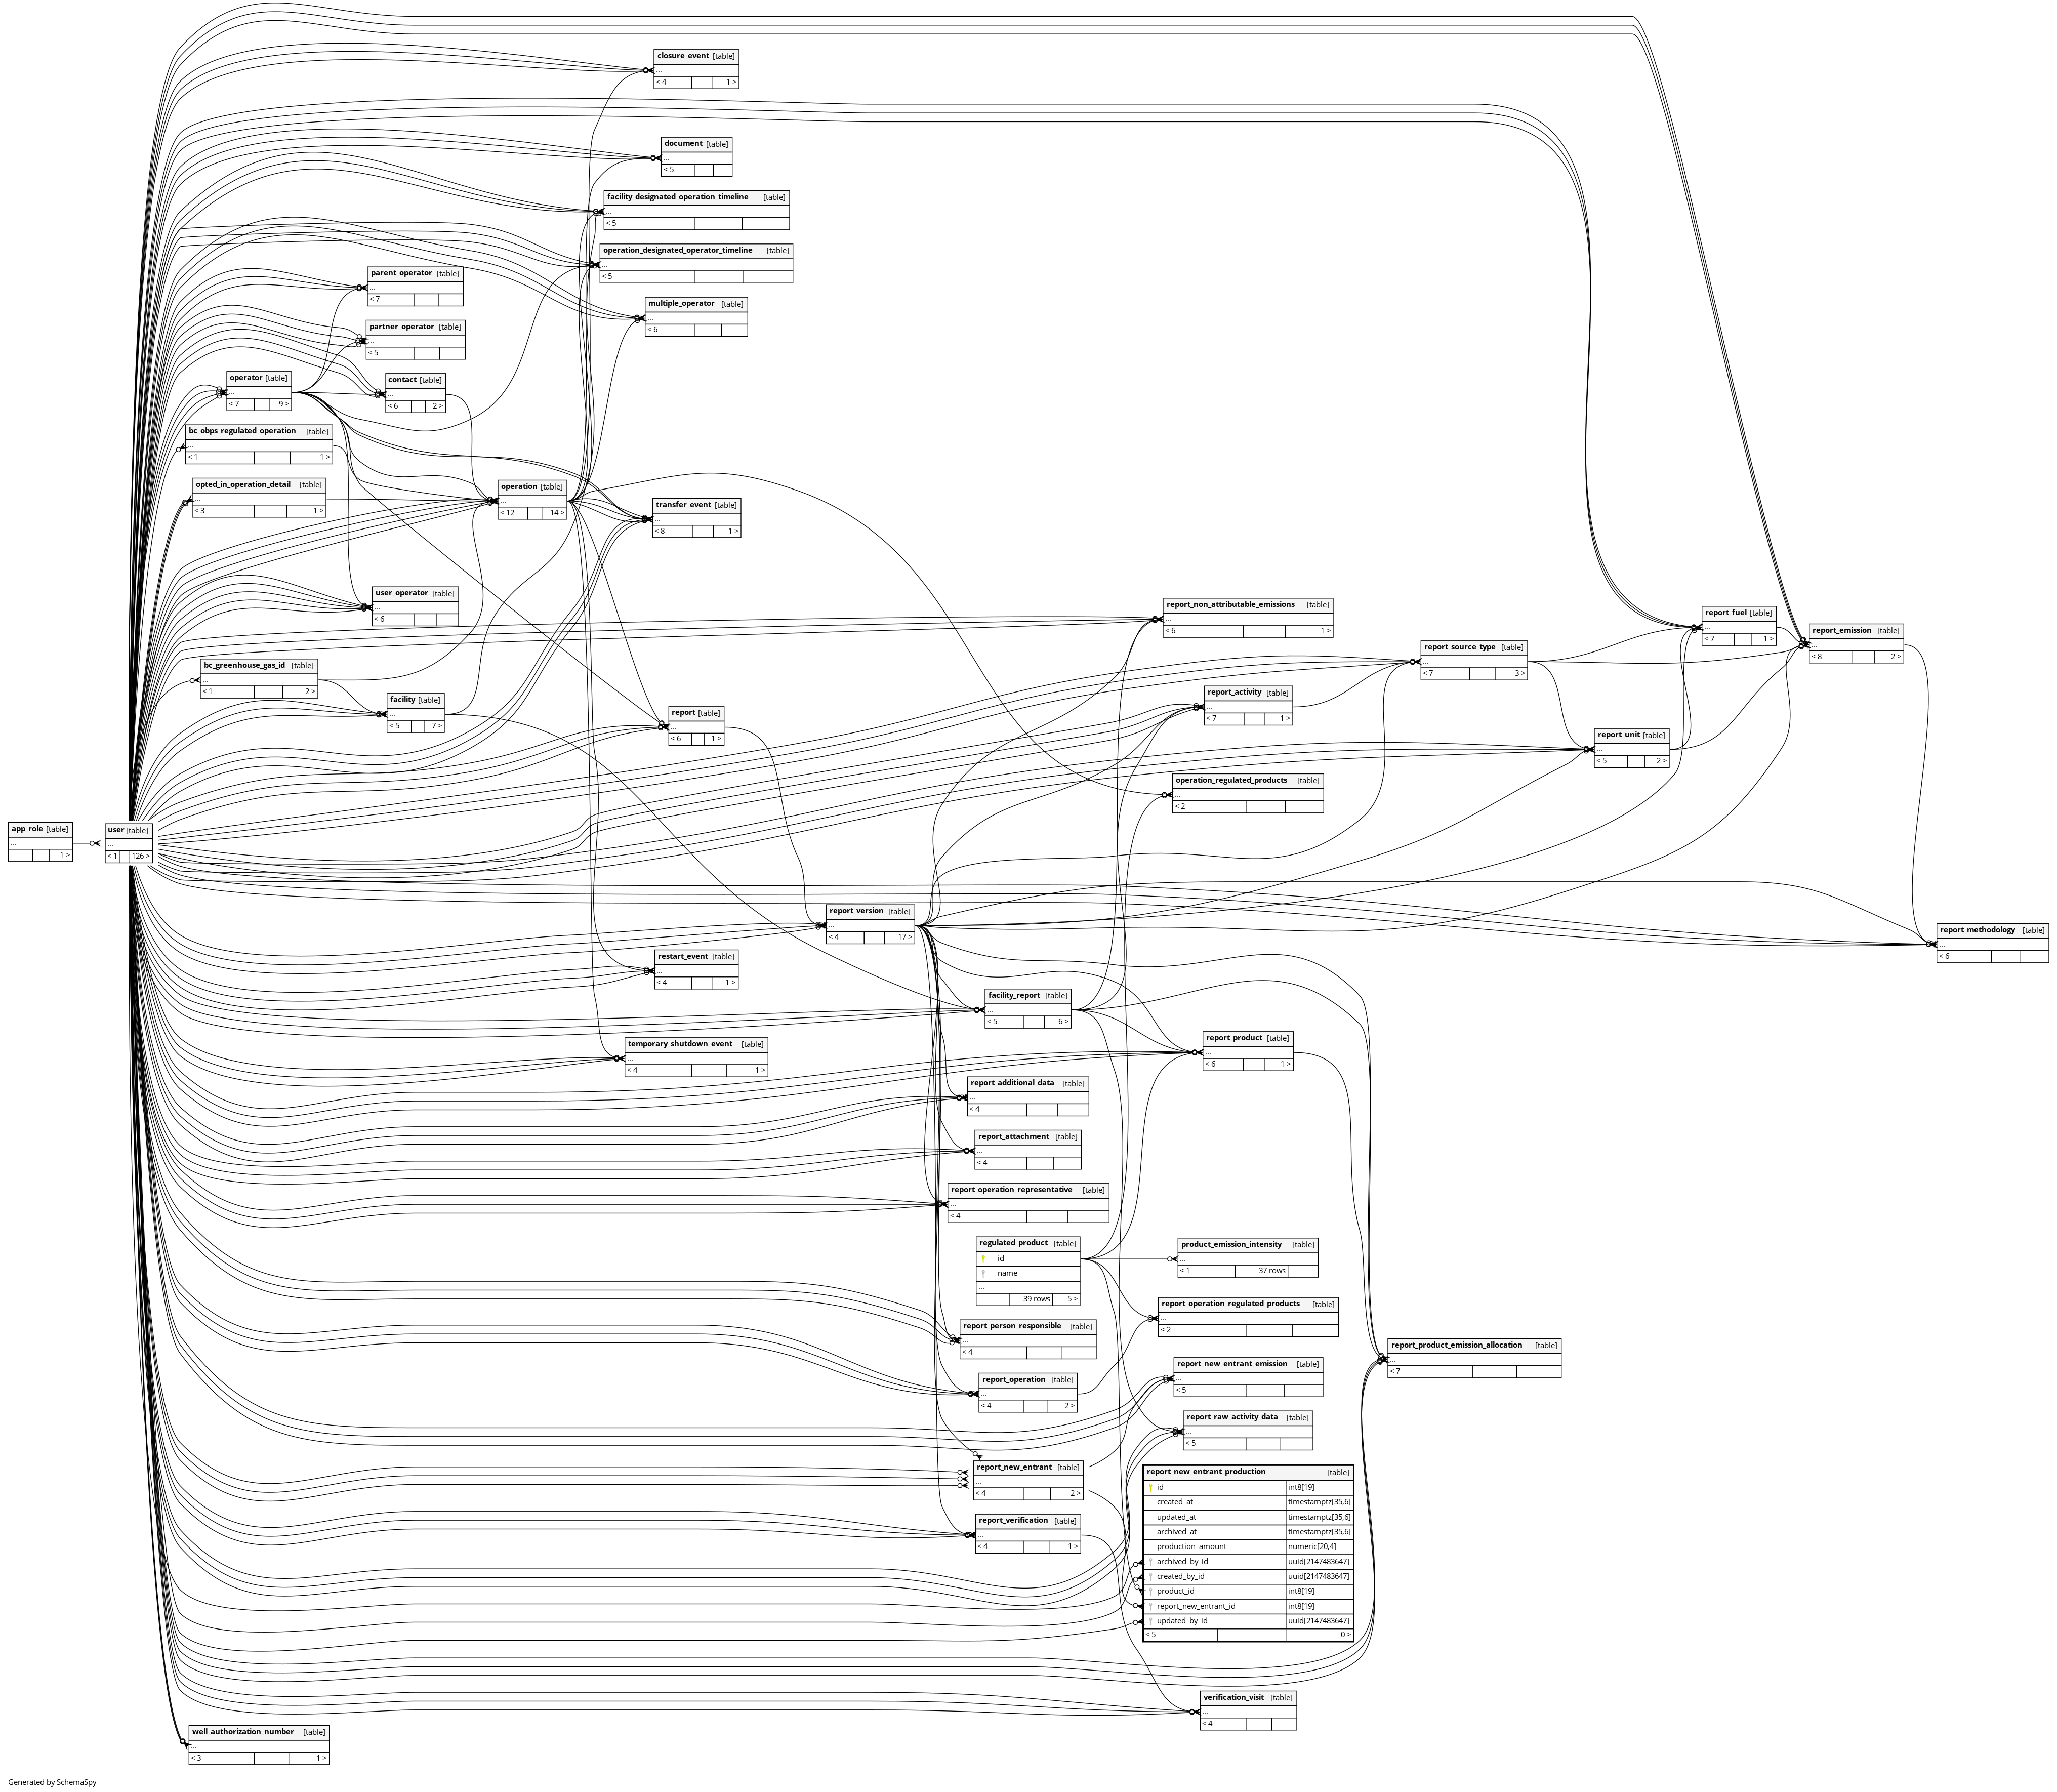 closure_event [table]
...
< 4 1 >
document [table]
...
< 5
facility_designated_operation_timeline [table]
...
< 5
operation_designated_operator_timeline [table]
...
< 5
parent_operator [table]
...
< 7
multiple_operator [table]
...
< 6
partner_operator [table]
...
< 5
operator [table]
...
< 7 9 >
contact [table]
...
< 6 2 >
bc_obps_regulated_operation [table]
...
< 1 1 >
opted_in_operation_detail [table]
...
< 3 1 >
operation [table]
...
< 12 14 >
transfer_event [table]
...
< 8 1 >
user_operator [table]
...
< 6
report_non_attributable_emissions [table]
...
< 6 1 >
report_fuel [table]
...
< 7 1 >
report_emission [table]
...
< 8 2 >
report_source_type [table]
...
< 7 3 >
bc_greenhouse_gas_id [table]
...
< 1 2 >
facility [table]
...
< 5 7 >
report [table]
...
< 6 1 >
report_activity [table]
...
< 7 1 >
report_unit [table]
...
< 5 2 >
operation_regulated_products [table]
...
< 2
app_role [table]
...
1 >
user [table]
...
< 1 126 >
report_version [table]
...
< 4 17 >
report_methodology [table]
...
< 6
restart_event [table]
...
< 4 1 >
facility_report [table]
...
< 5 6 >
temporary_shutdown_event [table]
...
< 4 1 >
report_product [table]
...
< 6 1 >
report_additional_data [table]
...
< 4
report_attachment [table]
...
< 4
report_operation_representative [table]
...
< 4
regulated_product [table]
id
name
...
39 rows 5 >
product_emission_intensity [table]
...
< 1 37 rows
report_operation_regulated_products [table]
...
< 2
report_person_responsible [table]
...
< 4
report_product_emission_allocation [table]
...
< 7
report_new_entrant_emission [table]
...
< 5
report_operation [table]
...
< 4 2 >
report_raw_activity_data [table]
...
< 5
report_new_entrant [table]
...
< 4 2 >
report_new_entrant_production [table]
id int8[19]
created_at timestamptz[35,6]
updated_at timestamptz[35,6]
archived_at timestamptz[35,6]
production_amount numeric[20,4]
archived_by_id uuid[2147483647]
created_by_id uuid[2147483647]
product_id int8[19]
report_new_entrant_id int8[19]
updated_by_id uuid[2147483647]
< 5 0 >
report_verification [table]
...
< 4 1 >
verification_visit [table]
...
< 4
well_authorization_number [table]
...
< 3 1 >
Generated by SchemaSpy